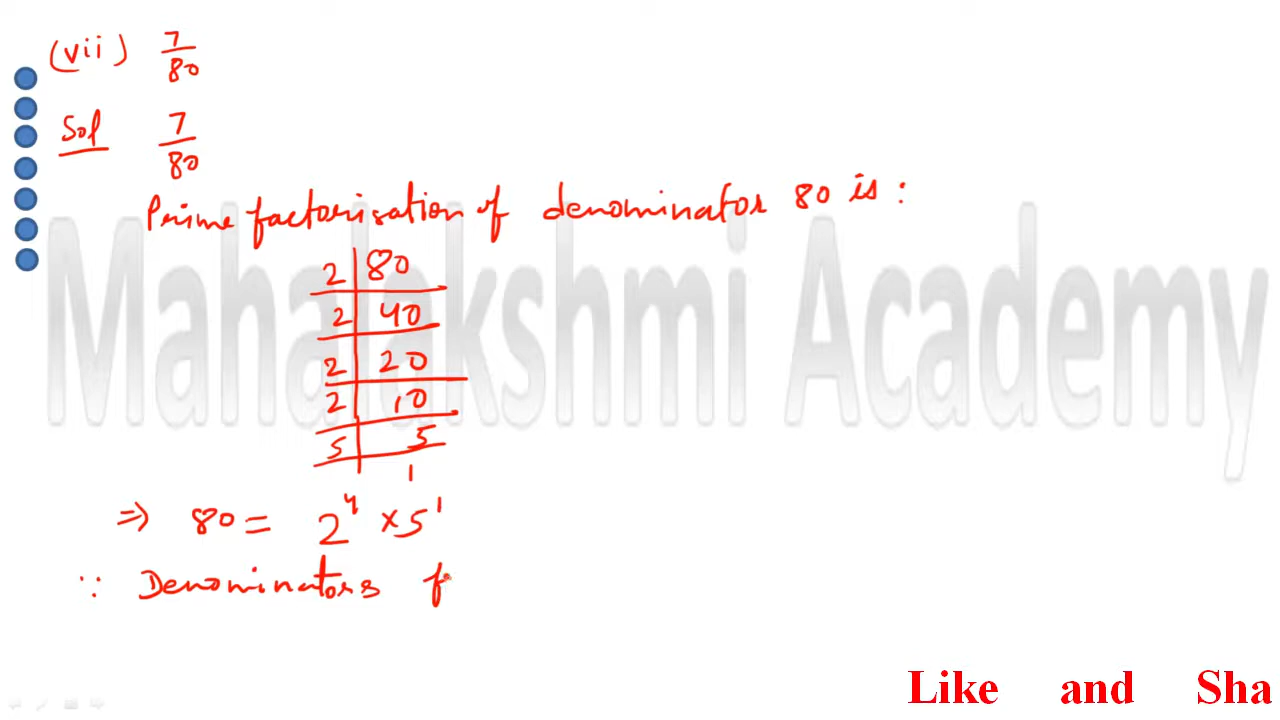 (vii) 7/80
Sol 7/80
Prime factorisation of denominator 80 is :
2 | 80
2 | 40
2 | 20
2 | 10
5 | 5
1
⇒ 80 = 2⁴ × 5¹
∵ Denominators f
Mahalakshmi Academy
Like and Sha